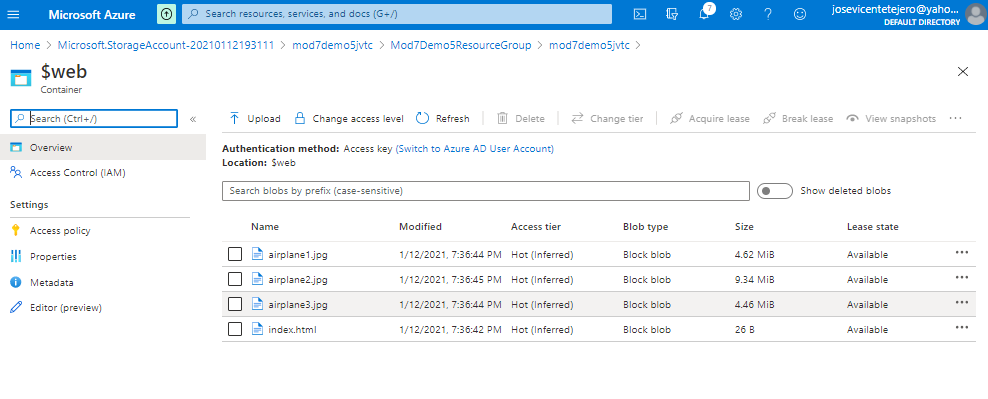 Microsoft Azure
Search resources, services, and docs (G+/)
7
josevicentetejero@yaho...
DEFAULT DIRECTORY
Home > Microsoft.StorageAccount-20210112193111 > mod7demo5jvtc > Mod7Demo5ResourceGroup > mod7demo5jvtc >
$web
Container
Search (Ctrl+/)
«
Upload
Change access level
Refresh
Delete
Change tier
Acquire lease
Break lease
View snapshots
...
Overview
Access Control (IAM)
Settings
Access policy
Properties
Metadata
Editor (preview)
Authentication method: Access key (Switch to Azure AD User Account)
Location: $web
Search blobs by prefix (case-sensitive)
Show deleted blobs
Name Modified Access tier Blob type Size Lease state
airplane1.jpg 1/12/2021, 7:36:44 PM Hot (Inferred) Block blob 4.62 MiB Available ...
airplane2.jpg 1/12/2021, 7:36:45 PM Hot (Inferred) Block blob 9.34 MiB Available ...
airplane3.jpg 1/12/2021, 7:36:44 PM Hot (Inferred) Block blob 4.46 MiB Available ...
index.html 1/12/2021, 7:36:42 PM Hot (Inferred) Block blob 26 B Available ...